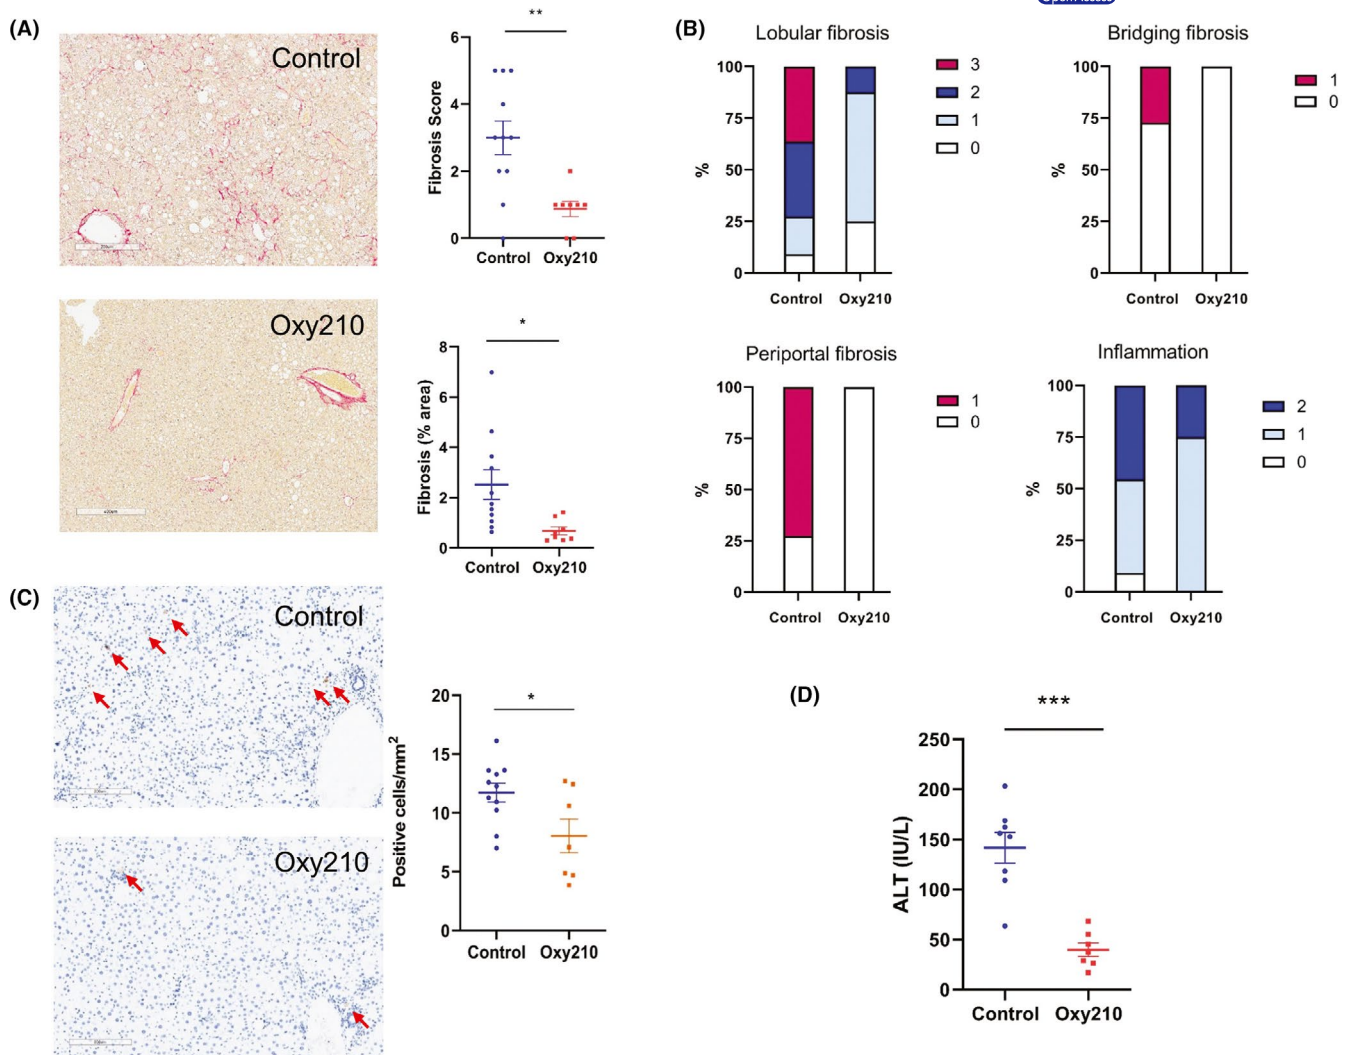 Open Access
(A)
Control
**
6
4
2
0
Fibrosis Score
Control Oxy210
Oxy210
*
8
6
4
2
0
Fibrosis (% area)
Control Oxy210
(B)
Lobular fibrosis
100
75
50
25
0
%
Control Oxy210
3
2
1
0
Bridging fibrosis
100
75
50
25
0
%
Control Oxy210
1
0
Periportal fibrosis
100
75
50
25
0
%
Control Oxy210
1
0
Inflammation
100
75
50
25
0
%
Control Oxy210
2
1
0
(C)
Control
Oxy210
*
20
15
10
5
0
Positive cells/mm²
Control Oxy210
(D)
***
250
200
150
100
50
0
ALT (IU/L)
Control Oxy210